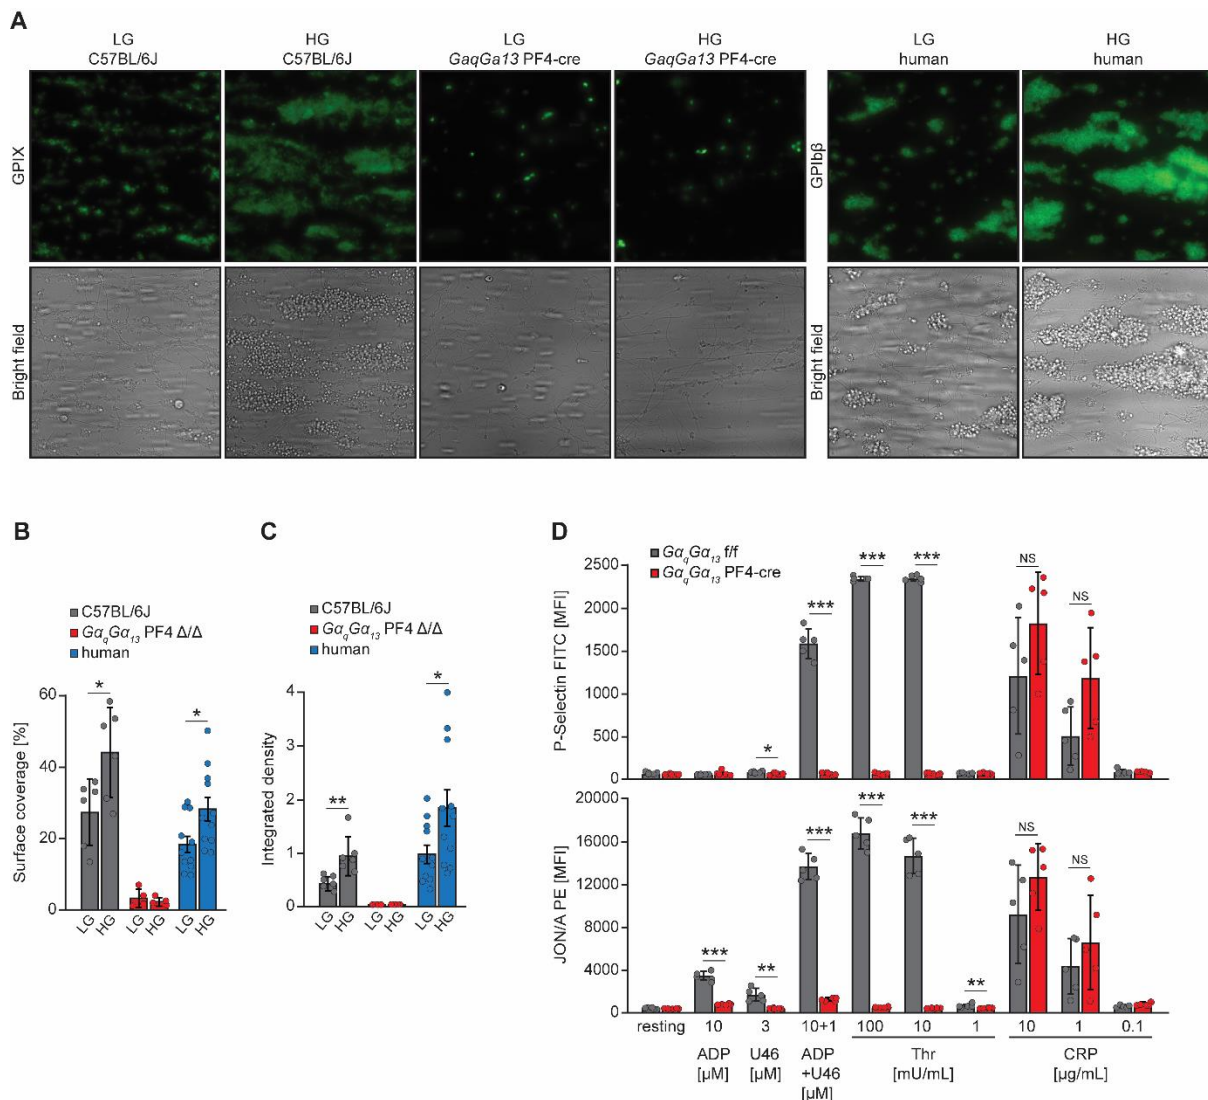 A
LG
C57BL/6J
HG
C57BL/6J
LG
GaqGa13 PF4-cre
HG
GaqGa13 PF4-cre
LG
human
HG
human
GPIX
GPIbβ
Bright field
Bright field
B
C57BL/6J
GαqGα13 PF4 Δ/Δ
human
Surface coverage [%]
60
40
20
0
*
*
LG
HG
LG
HG
LG
HG
C
C57BL/6J
GαqGα13 PF4 Δ/Δ
human
Integrated density
4
3
2
1
0
**
*
LG
HG
LG
HG
LG
HG
D
GαqGα13 f/f
GαqGα13 PF4-cre
P-Selectin FITC [MFI]
2500
2000
1500
1000
500
0
*
***
***
***
NS
NS
JON/A PE [MFI]
20000
16000
12000
8000
4000
0
***
**
***
***
***
**
NS
NS
resting 10 3 10+1 100 10 1 10 1 0.1
ADP
[µM]
U46
[µM]
ADP
+U46
[µM]
Thr
[mU/mL]
CRP
[µg/mL]